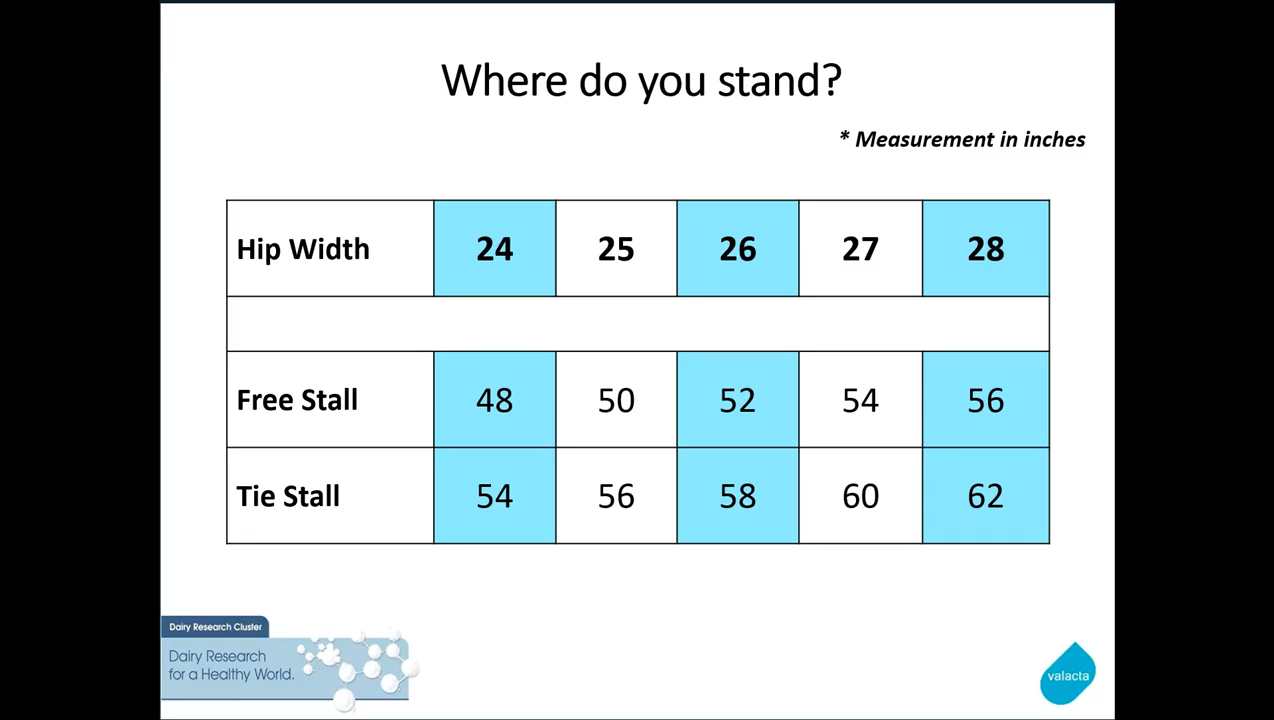 Where do you stand?
* Measurement in inches
Hip Width 24 25 26 27 28
Free Stall 48 50 52 54 56
Tie Stall 54 56 58 60 62
Dairy Research Cluster
Dairy Research
for a Healthy World.
valacta